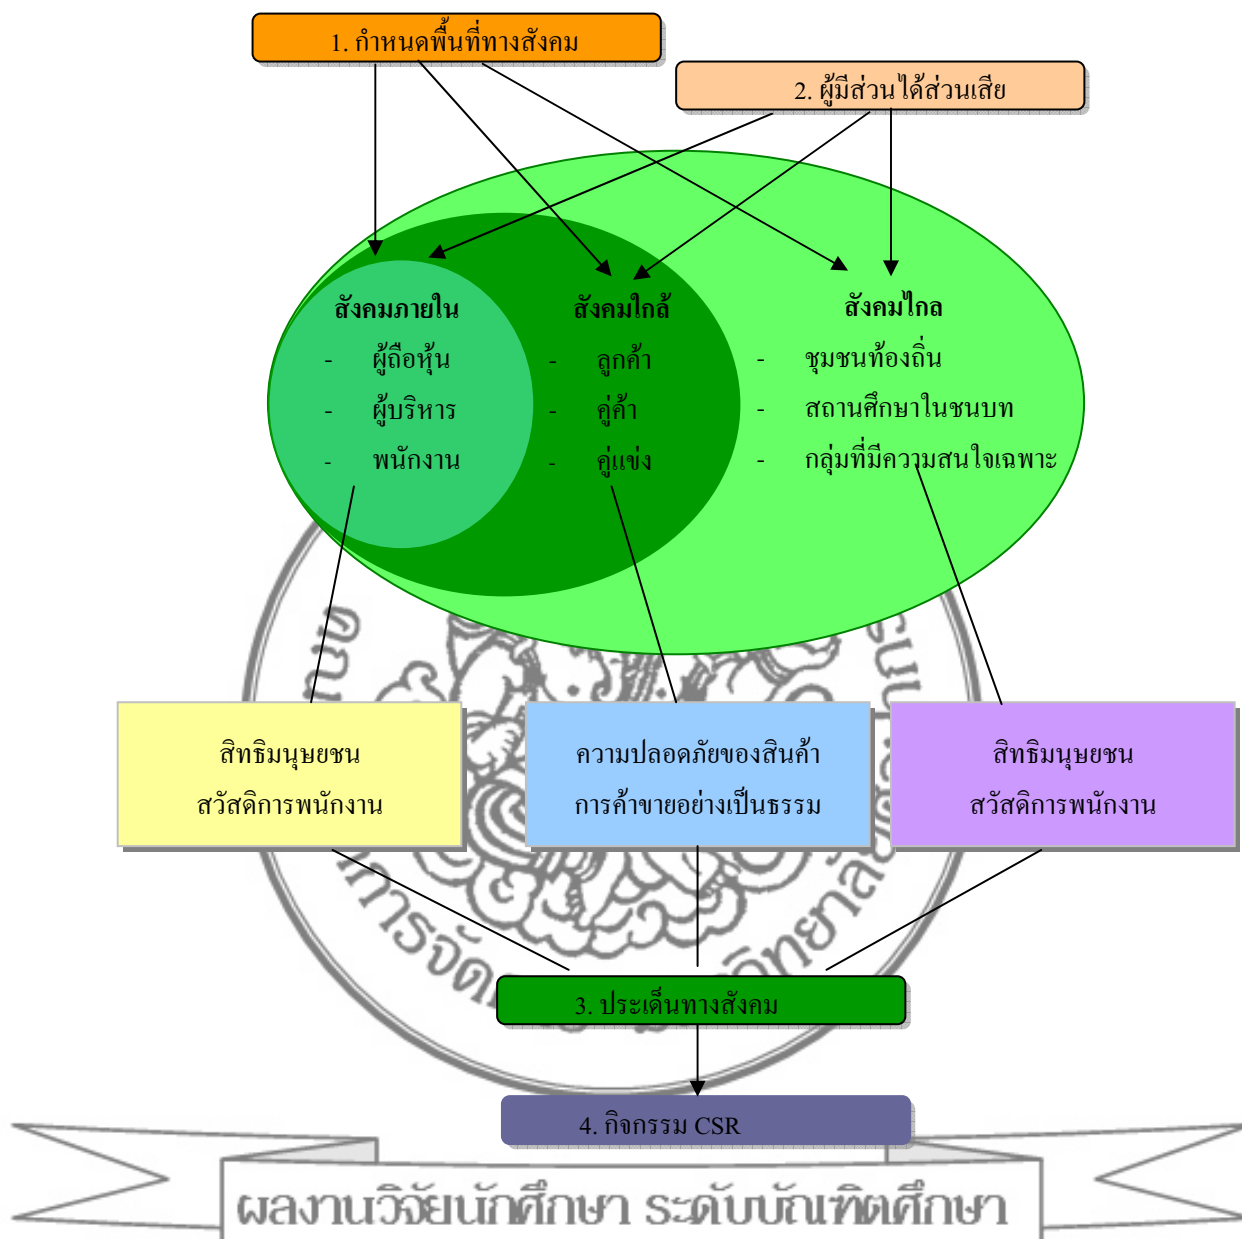 1. กำหนดพื้นที่ทางสังคม
2. ผู้มีส่วนได้ส่วนเสีย
สังคมภายใน
- ผู้ถือหุ้น
- ผู้บริหาร
- พนักงาน
สังคมใกล้
- ลูกค้า
- คู่ค้า
- คู่แข่ง
สังคมไกล
- ชุมชนท้องถิ่น
- สถานศึกษาในชนบท
- กลุ่มที่มีความสนใจเฉพาะ
สิทธิมนุษยชน
สวัสดิการพนักงาน
ความปลอดภัยของสินค้า
การค้าขายอย่างเป็นธรรม
สิทธิมนุษยชน
สวัสดิการพนักงาน
3. ประเด็นทางสังคม
4. กิจกรรม CSR
ผลงานวิจัยนักศึกษา ระดับบัณฑิตศึกษา